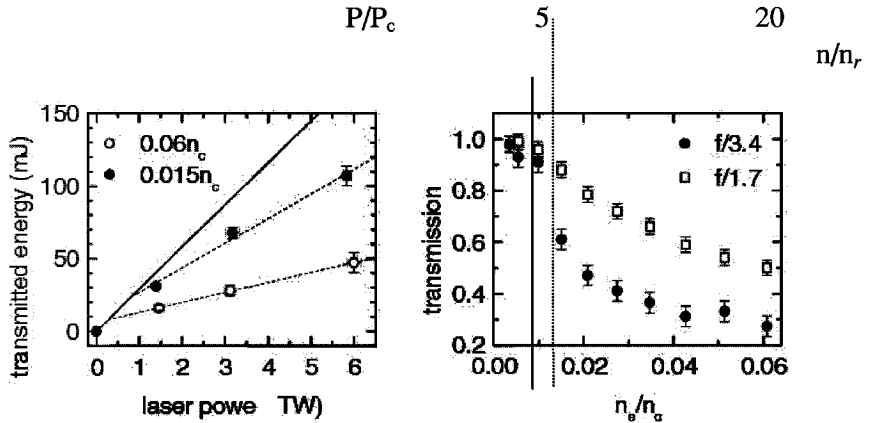 P/Pc 5 20
n/nr
150
100
50
0
transmitted energy (mJ)
0.06nc
0.015nc
0 1 2 3 4 5 6
laser powe TW)
1.0
0.8
0.6
0.4
0.2
transmission
f/3.4
f/1.7
0.00 0.02 0.04 0.06